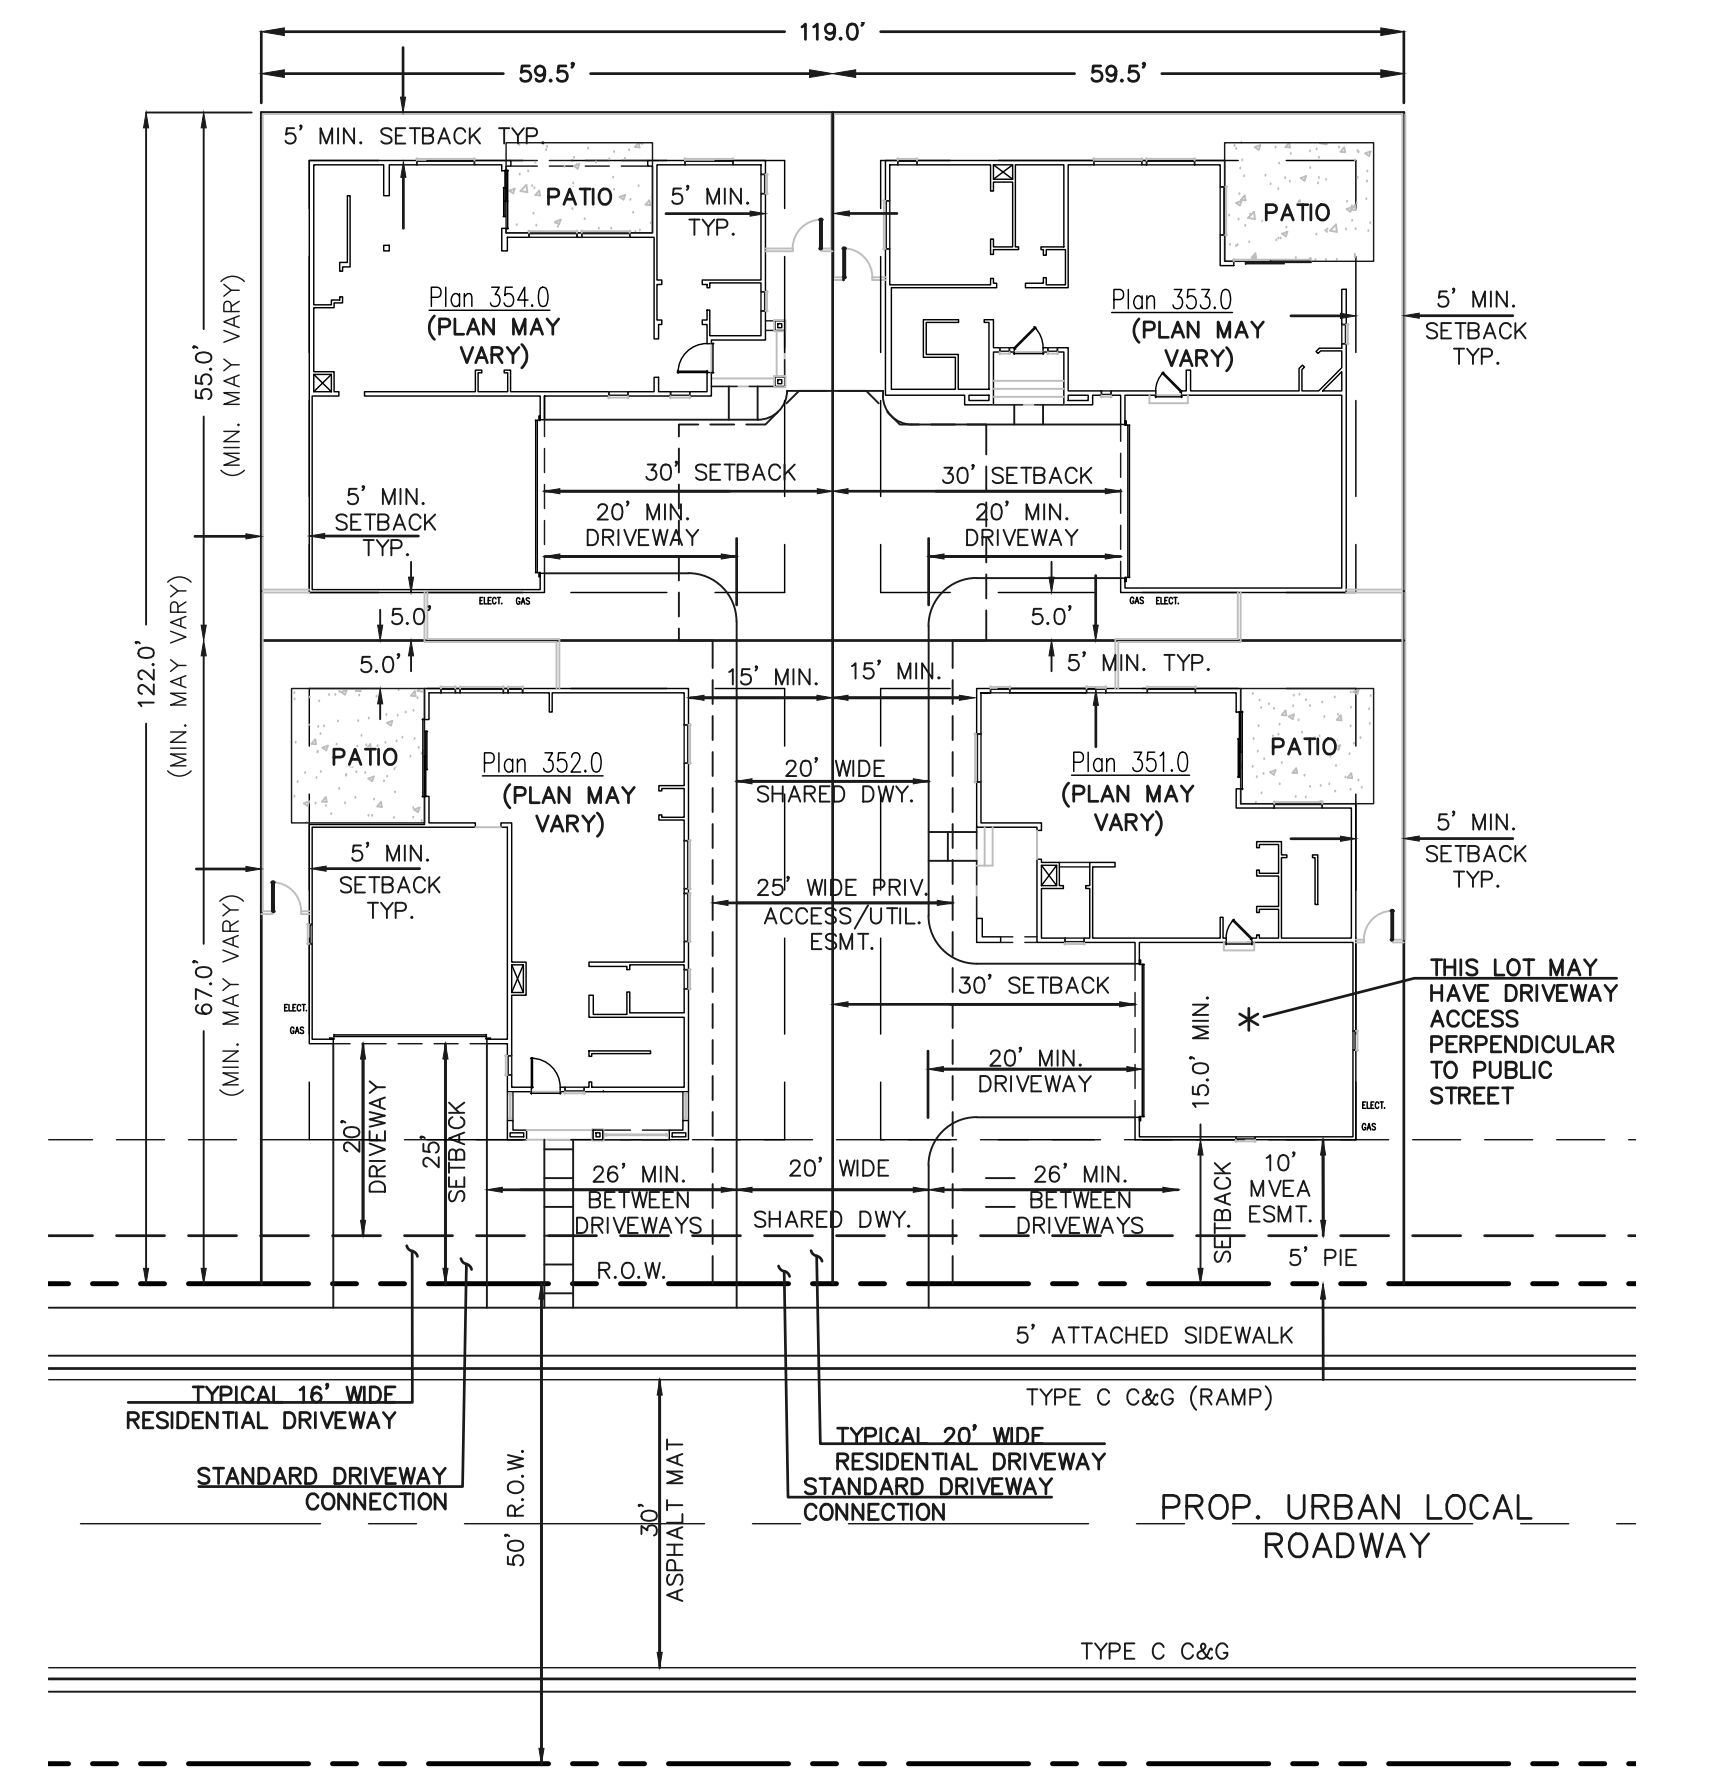 119.0'
59.5'
59.5'
5' MIN. SETBACK TYP.
PATIO
5' MIN.
TYP.
PATIO
Plan 354.0
(PLAN MAY
VARY)
Plan 353.0
(PLAN MAY
VARY)
5' MIN.
SETBACK
TYP.
55.0'
(MIN. MAY VARY)
30' SETBACK
30' SETBACK
5' MIN.
SETBACK
TYP.
20' MIN.
DRIVEWAY
20' MIN.
DRIVEWAY
ELECT.
GAS
GAS
ELECT.
5.0'
5.0'
122.0'
(MIN. MAY VARY)
5.0'
5' MIN. TYP.
15' MIN.
15' MIN.
PATIO
Plan 352.0
(PLAN MAY
VARY)
20' WIDE
SHARED DWY.
Plan 351.0
(PLAN MAY
VARY)
PATIO
5' MIN.
SETBACK
TYP.
5' MIN.
SETBACK
TYP.
25' WIDE PRIV.
ACCESS/UTIL.
ESMT.
67.0'
(MIN. MAY VARY)
ELECT.
GAS
30' SETBACK
15.0' MIN.
SETBACK
*
THIS LOT MAY
HAVE DRIVEWAY
ACCESS
PERPENDICULAR
TO PUBLIC
STREET
20' MIN.
DRIVEWAY
ELECT.
GAS
20'
DRIVEWAY
25'
SETBACK
26' MIN.
BETWEEN
DRIVEWAYS
20' WIDE
SHARED DWY.
26' MIN.
BETWEEN
DRIVEWAYS
10'
MVEA
ESMT.
5' PIE
R.O.W.
5' ATTACHED SIDEWALK
TYPICAL 16' WIDE
RESIDENTIAL DRIVEWAY
TYPE C C&G (RAMP)
STANDARD DRIVEWAY
CONNECTION
TYPICAL 20' WIDE
RESIDENTIAL DRIVEWAY
STANDARD DRIVEWAY
CONNECTION
50' R.O.W.
30'
ASPHALT MAT
PROP. URBAN LOCAL
ROADWAY
TYPE C C&G